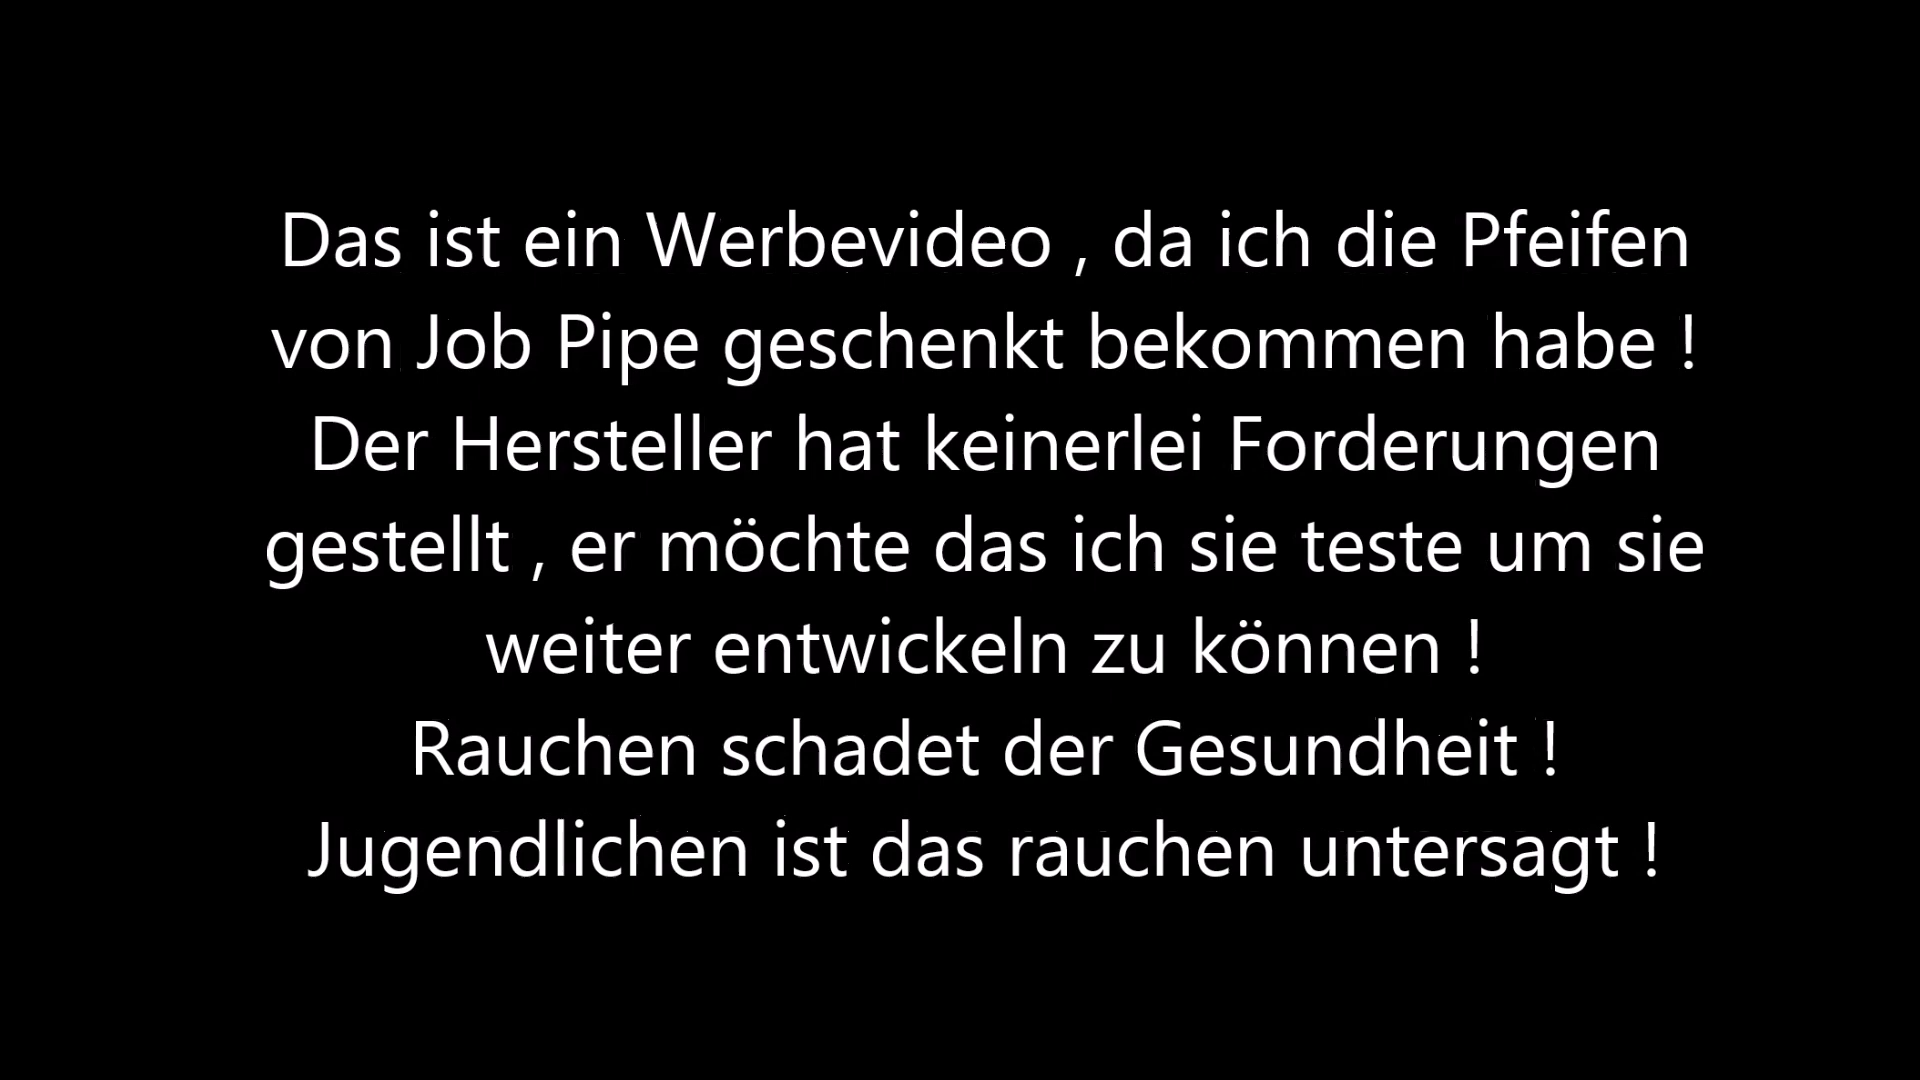 Das ist ein Werbevideo , da ich die Pfeifen
von Job Pipe geschenkt bekommen habe !
Der Hersteller hat keinerlei Forderungen
gestellt , er möchte das ich sie teste um sie
weiter entwickeln zu können !
Rauchen schadet der Gesundheit !
Jugendlichen ist das rauchen untersagt !